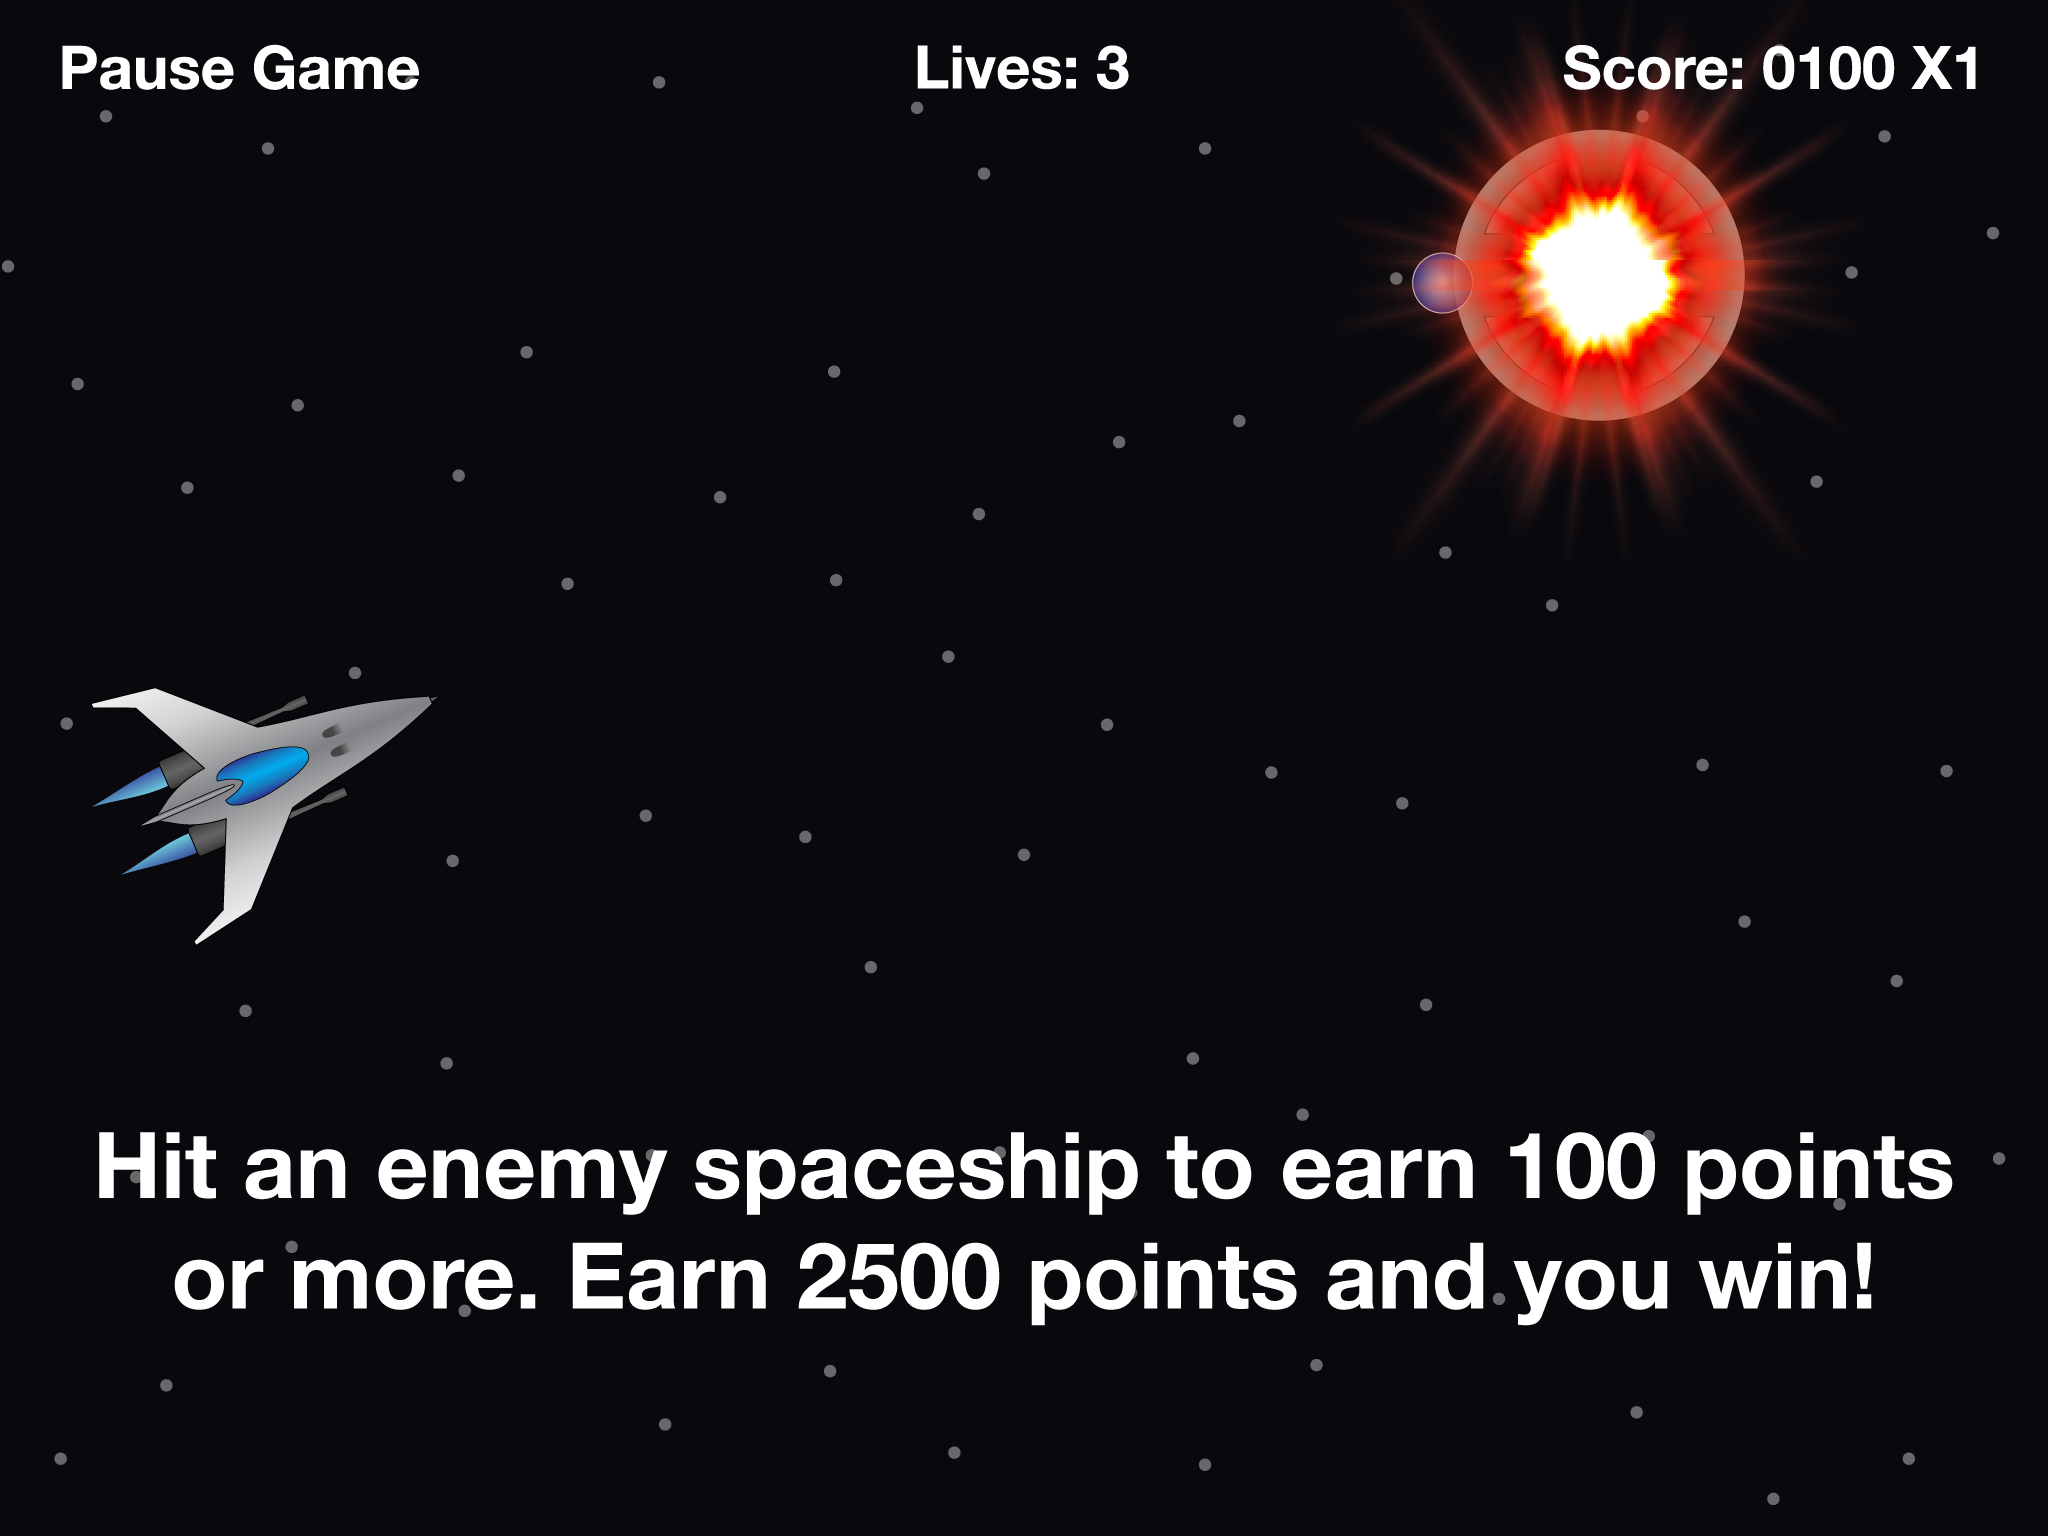 Pause Game
Lives: 3
Score: 0100 X1
Hit an enemy spaceship to earn 100 points
or more. Earn 2500 points and you win!